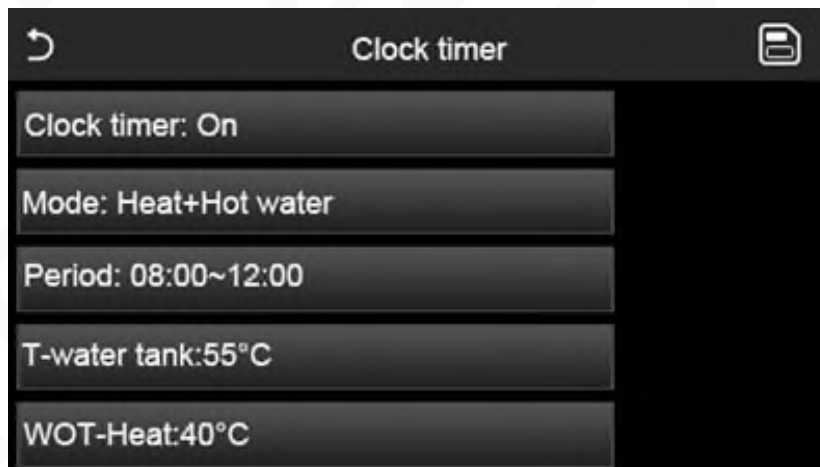 Clock timer
Clock timer: On
Mode: Heat+Hot water
Period: 08:00~12:00
T-water tank:55°C
WOT-Heat:40°C